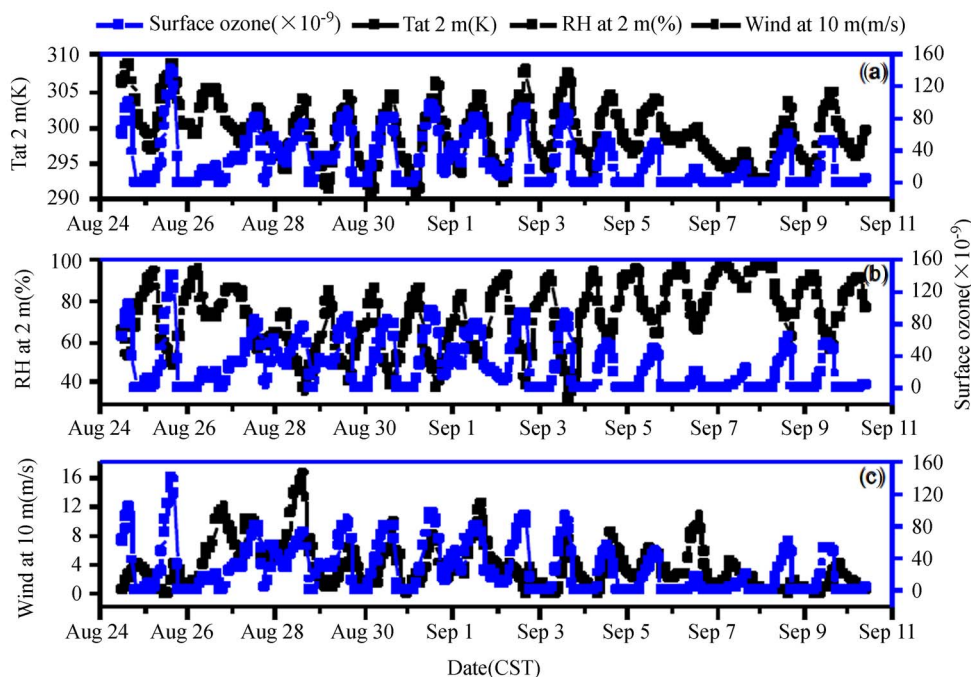 Surface ozone(×10⁻⁹) Tat 2 m(K) RH at 2 m(%) Wind at 10 m(m/s)
310
305
300
295
290
Tat 2 m(K)
((a)
160
120
80
40
0
Aug 24 Aug 26 Aug 28 Aug 30 Sep 1 Sep 3 Sep 5 Sep 7 Sep 9 Sep 11
100
80
60
40
RH at 2 m(%)
(b)
160
120
80
40
0
Surface ozone(×10⁻⁹)
Aug 24 Aug 26 Aug 28 Aug 30 Sep 1 Sep 3 Sep 5 Sep 7 Sep 9 Sep 11
16
12
8
4
0
Wind at 10 m(m/s)
(c)
160
120
80
40
0
Aug 24 Aug 26 Aug 28 Aug 30 Sep 1 Sep 3 Sep 5 Sep 7 Sep 9 Sep 11
Date(CST)